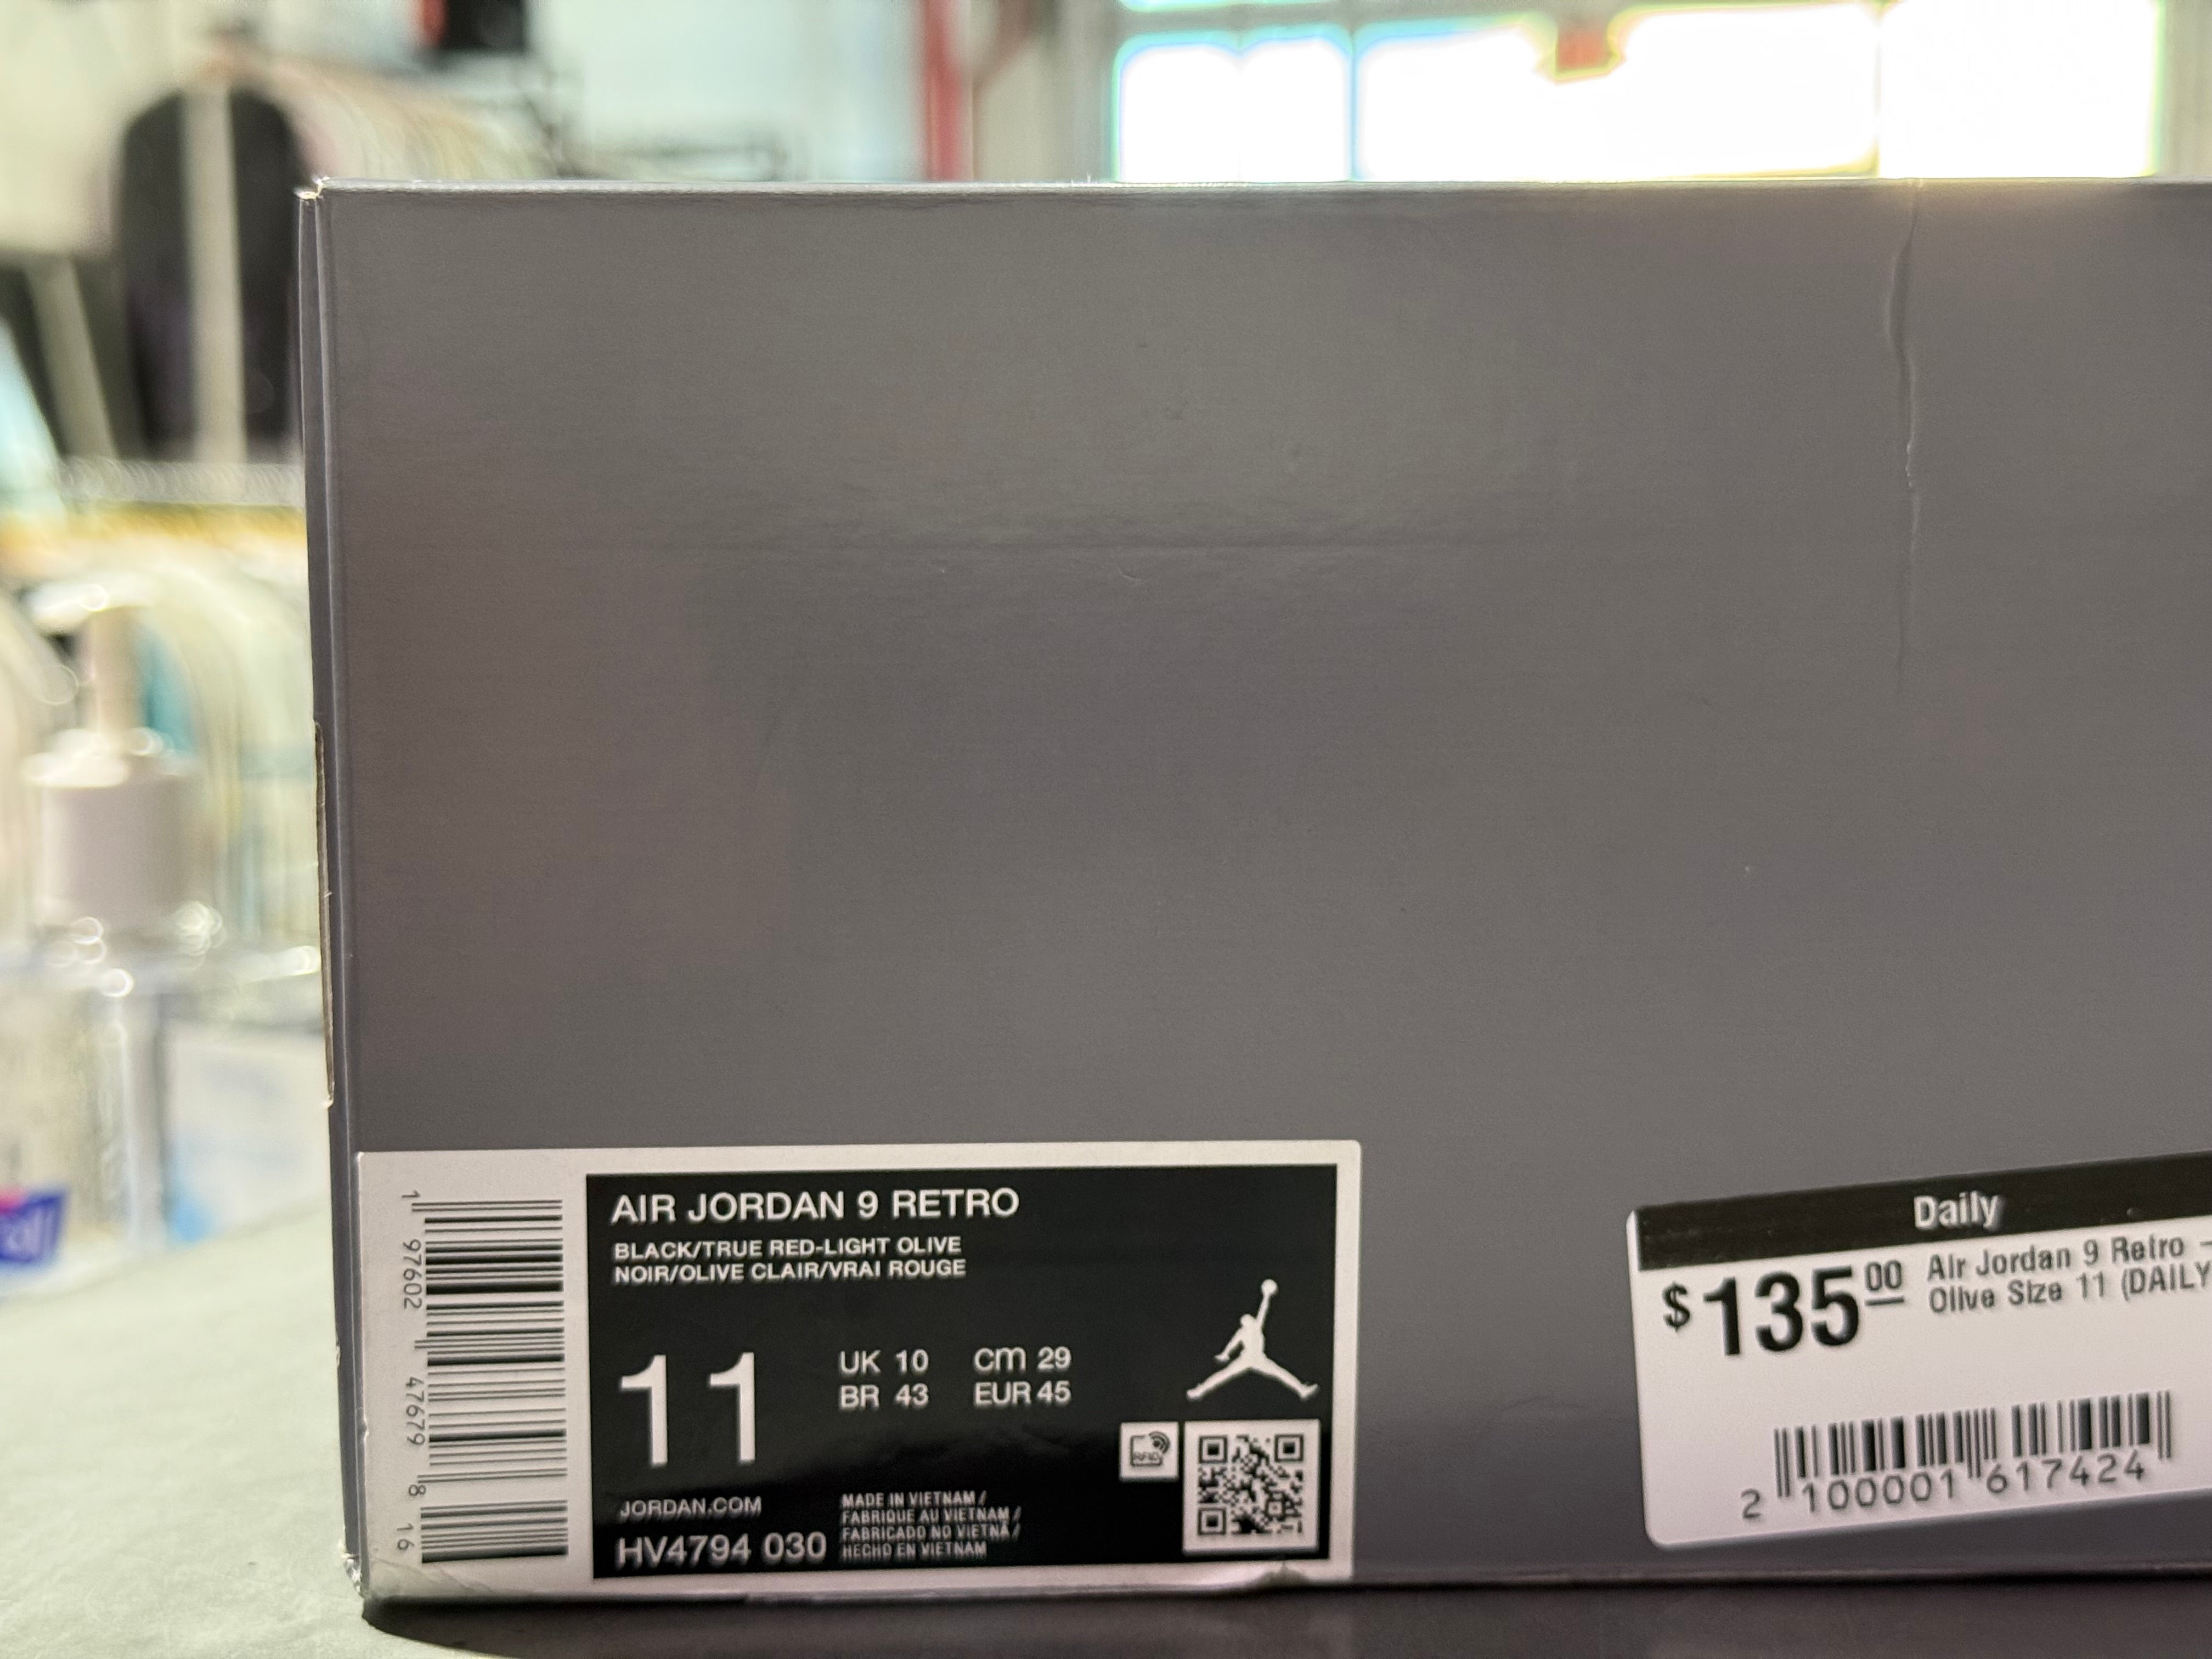 1 97602 47679 8 16
AIR JORDAN 9 RETRO
BLACK/TRUE RED-LIGHT OLIVE
NOIR/OLIVE CLAIR/VRAI ROUGE
11
UK 10 cm 29
BR 43 EUR 45
RFID
JORDAN.COM
HV4794 030
MADE IN VIETNAM /
FABRIQUE AU VIETNAM /
FABRICADO NO VIETNÃ /
HECHO EN VIETNAM
Daily
$135 00
Air Jordan 9 Retro -
Olive Size 11 (DAILY
2 100001 617424